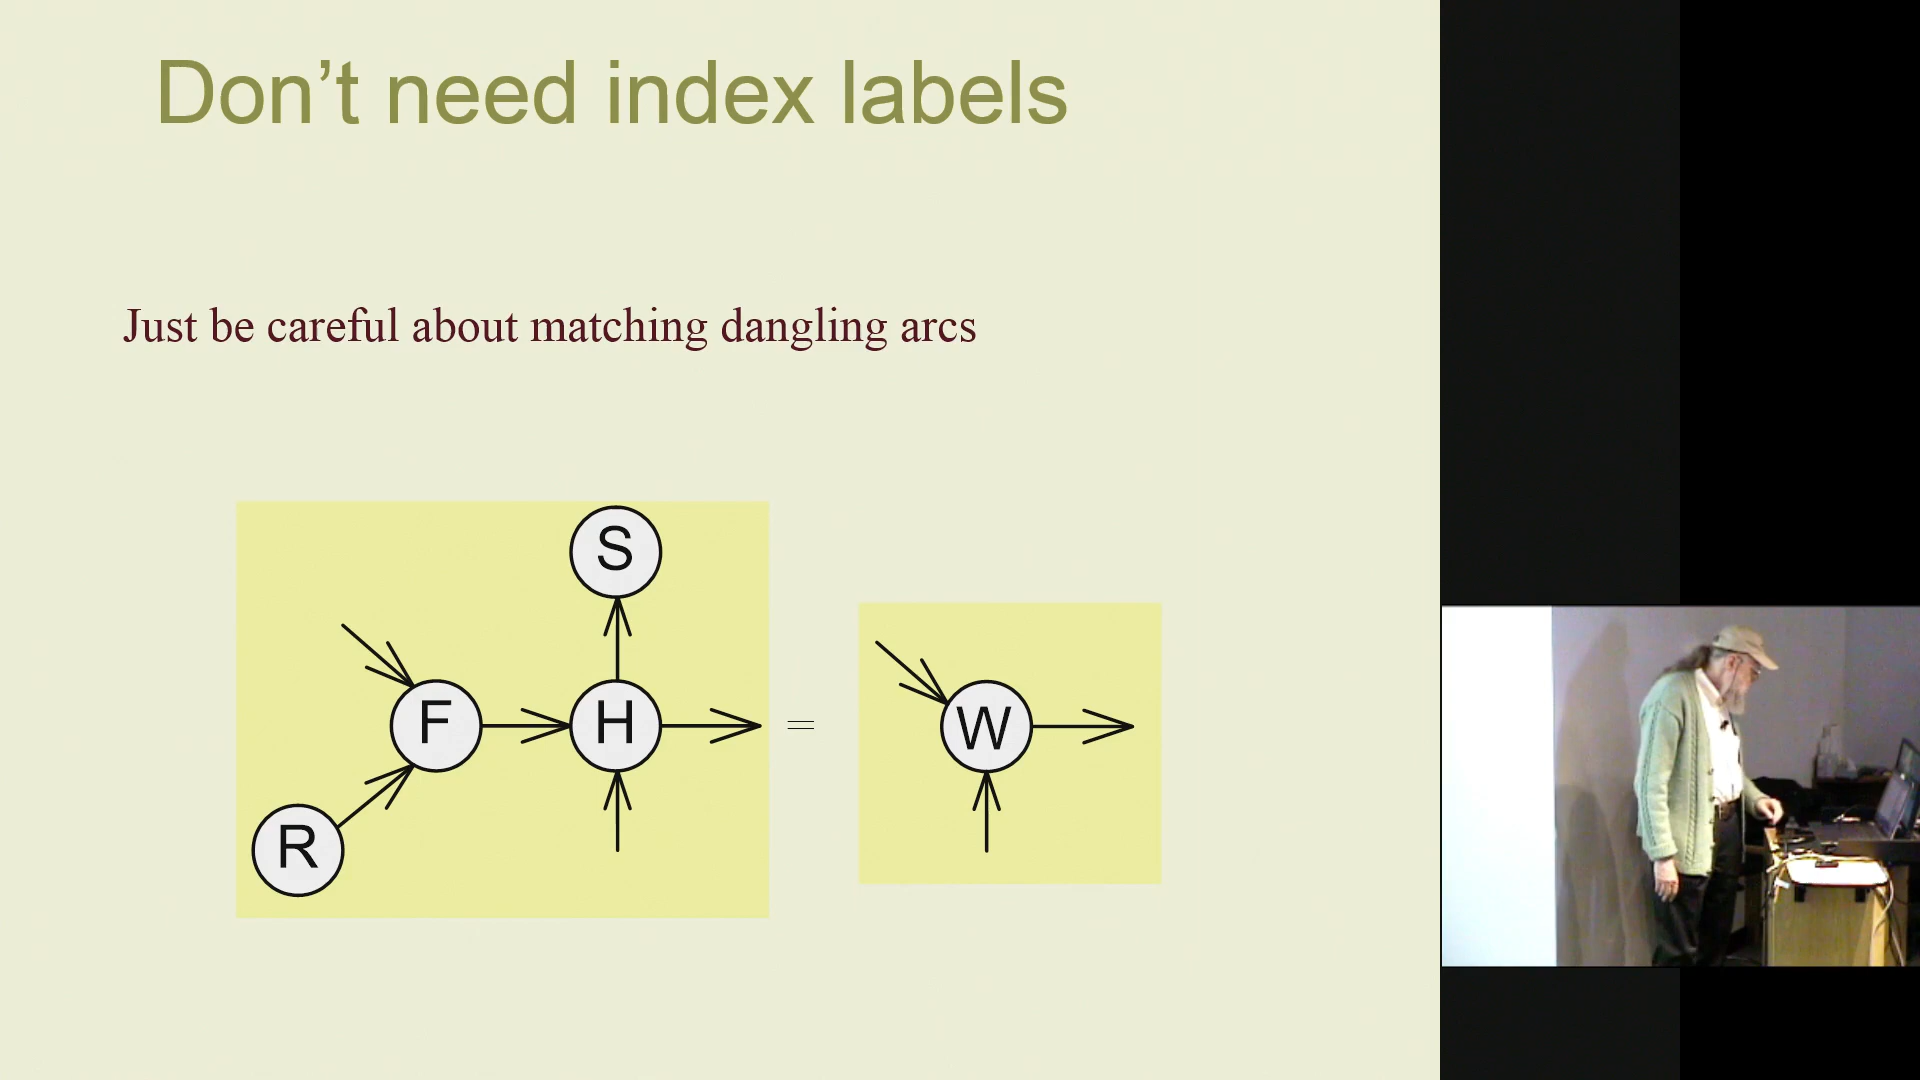 Don’t need index labels
Just be careful about matching dangling arcs
S
F H = W
R